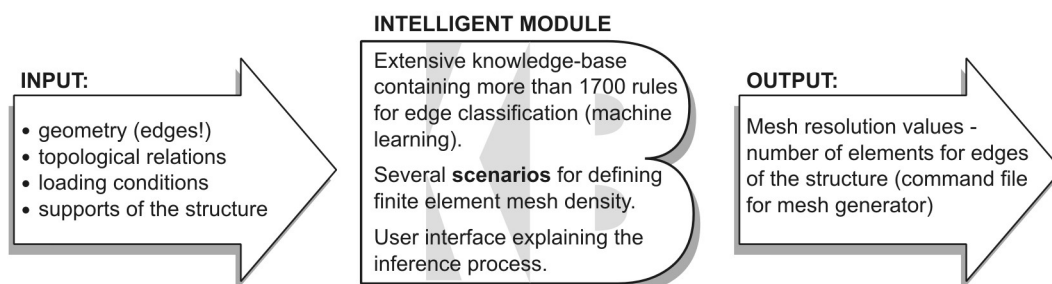 INPUT:
• geometry (edges!)
• topological relations
• loading conditions
• supports of the structure
INTELLIGENT MODULE
KB
Extensive knowledge-base
containing more than 1700 rules
for edge classification (machine
learning).
Several scenarios for defining
finite element mesh density.
User interface explaining the
inference process.
OUTPUT:
Mesh resolution values -
number of elements for edges
of the structure (command file
for mesh generator)